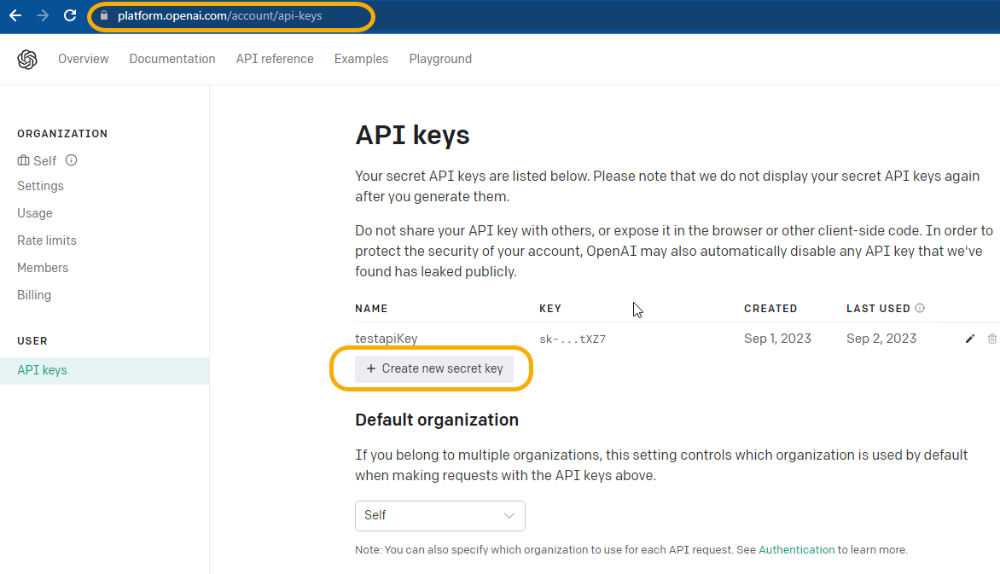 platform.openai.com/account/api-keys
Overview Documentation API reference Examples Playground
ORGANIZATION
Self
Settings
Usage
Rate limits
Members
Billing
USER
API keys
API keys
Your secret API keys are listed below. Please note that we do not display your secret API keys again
after you generate them.
Do not share your API key with others, or expose it in the browser or other client-side code. In order to
protect the security of your account, OpenAI may also automatically disable any API key that we've
found has leaked publicly.
NAME KEY CREATED LAST USED
testapiKey sk-...tXZ7 Sep 1, 2023 Sep 2, 2023
+ Create new secret key
Default organization
If you belong to multiple organizations, this setting controls which organization is used by default
when making requests with the API keys above.
Self
Note: You can also specify which organization to use for each API request. See Authentication to learn more.